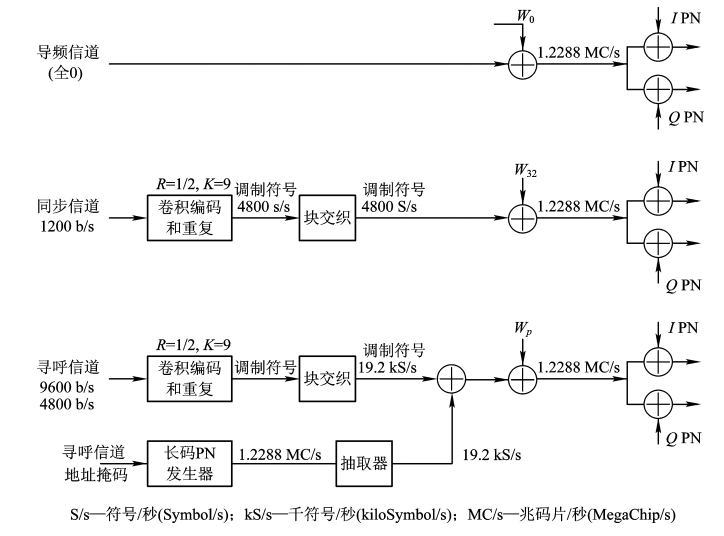 W₀
I PN
导频信道
(全0)
1.2288 MC/s
Q PN
R=1/2, K=9
W₃₂
I PN
同步信道
1200 b/s
卷积编码
和重复
调制符号
4800 s/s
块交织
调制符号
4800 S/s
1.2288 MC/s
Q PN
R=1/2, K=9
Wₚ
I PN
寻呼信道
9600 b/s
4800 b/s
卷积编码
和重复
调制符号
块交织
调制符号
19.2 kS/s
1.2288 MC/s
Q PN
寻呼信道
地址掩码
长码PN
发生器
1.2288 MC/s
抽取器
19.2 kS/s
S/s—符号/秒(Symbol/s)；kS/s—千符号/秒(kiloSymbol/s)；MC/s—兆码片/秒(MegaChip/s)